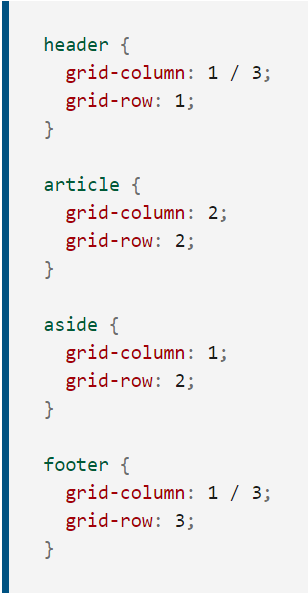 header {
  grid-column: 1 / 3;
  grid-row: 1;
}

article {
  grid-column: 2;
  grid-row: 2;
}

aside {
  grid-column: 1;
  grid-row: 2;
}

footer {
  grid-column: 1 / 3;
  grid-row: 3;
}